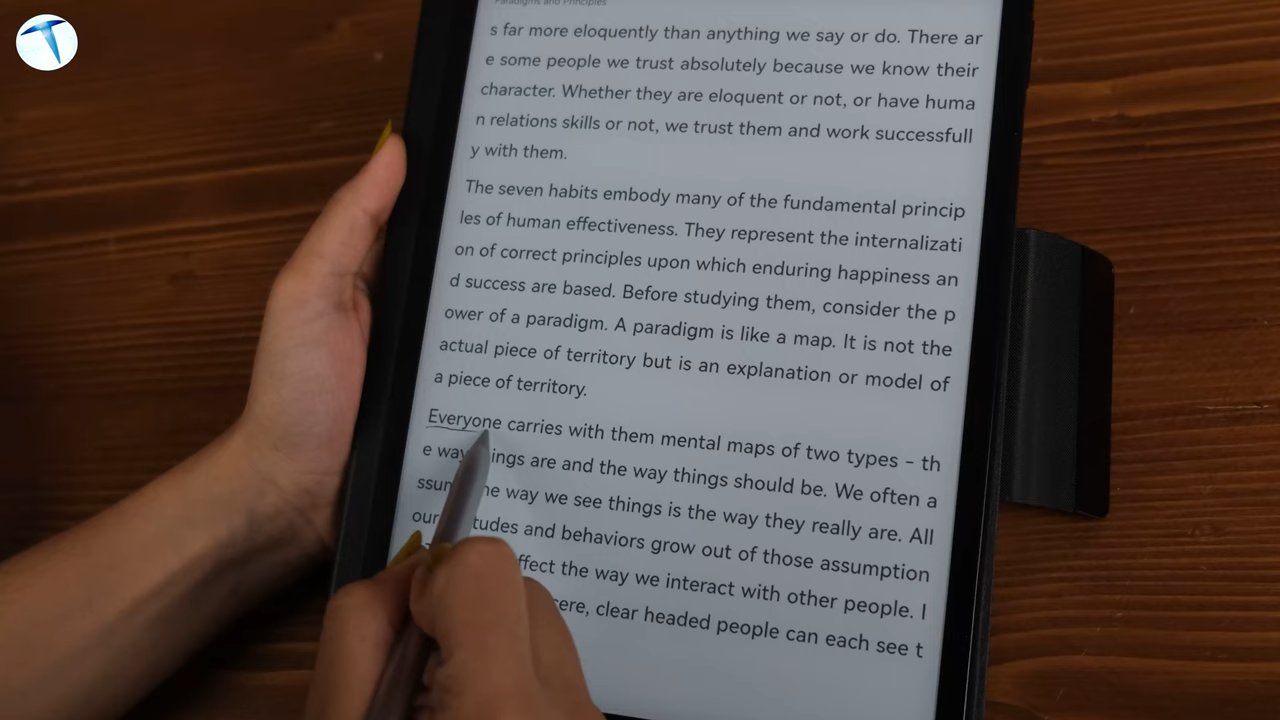 Paradigms and Principles
s far more eloquently than anything we say or do. There ar
e some people we trust absolutely because we know their
character. Whether they are eloquent or not, or have huma
n relations skills or not, we trust them and work successfull
y with them.
The seven habits embody many of the fundamental princip
les of human effectiveness. They represent the internalizati
on of correct principles upon which enduring happiness an
d success are based. Before studying them, consider the p
ower of a paradigm. A paradigm is like a map. It is not the
actual piece of territory but is an explanation or model of
a piece of territory.
Everyone carries with them mental maps of two types – th
e way things are and the way things should be. We often a
the way we see things is the way they really are. All
our and behaviors grow out of those assumption
the way we interact with other people. I
clear headed people can each see t